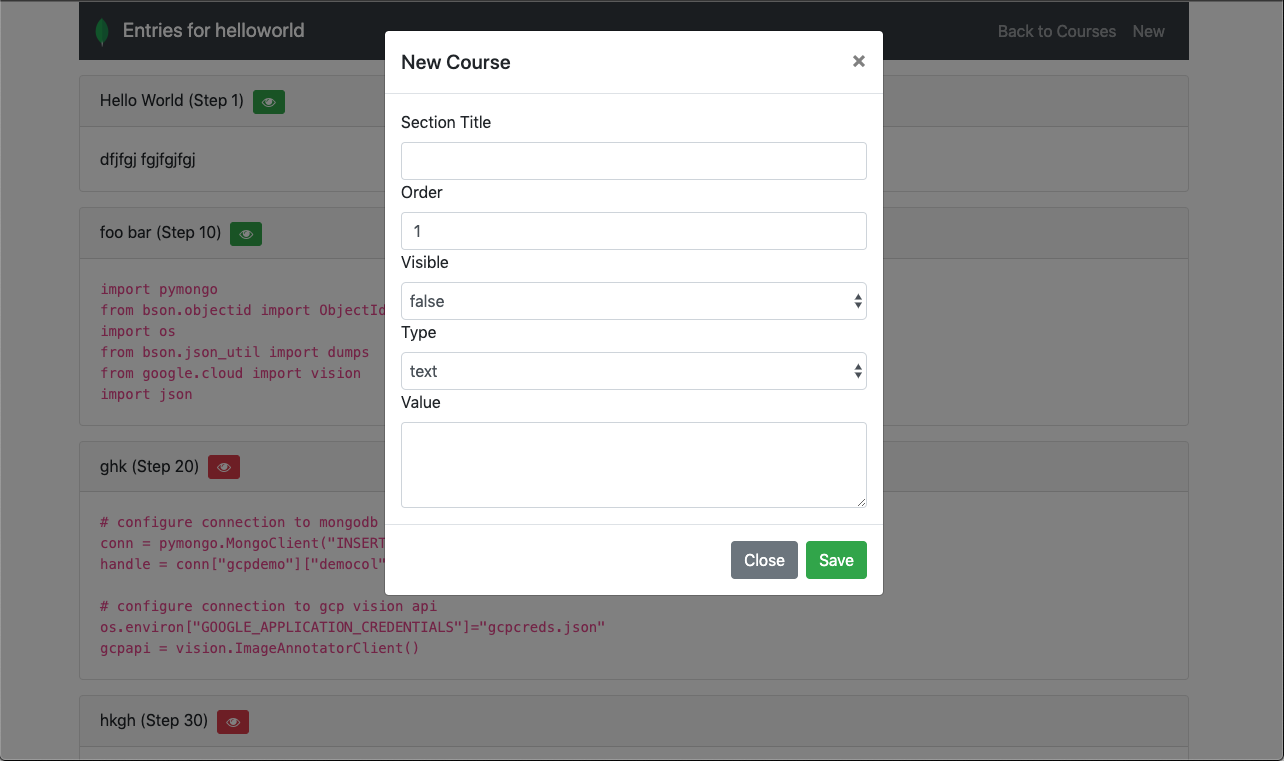 Entries for helloworld
Back to Courses New
Hello World (Step 1)
dfjfgj fgjfgjfgj
foo bar (Step 10)
import pymongo
from bson.objectid import ObjectId
import os
from bson.json_util import dumps
from google.cloud import vision
import json
ghk (Step 20)
# configure connection to mongodb
conn = pymongo.MongoClient("INSERT
handle = conn["gcpdemo"]["democol"
# configure connection to gcp vision api
os.environ["GOOGLE_APPLICATION_CREDENTIALS"]="gcpcreds.json"
gcpapi = vision.ImageAnnotatorClient()
hkgh (Step 30)
New Course
×
Section Title
Order
1
Visible
false
Type
text
Value
Close Save